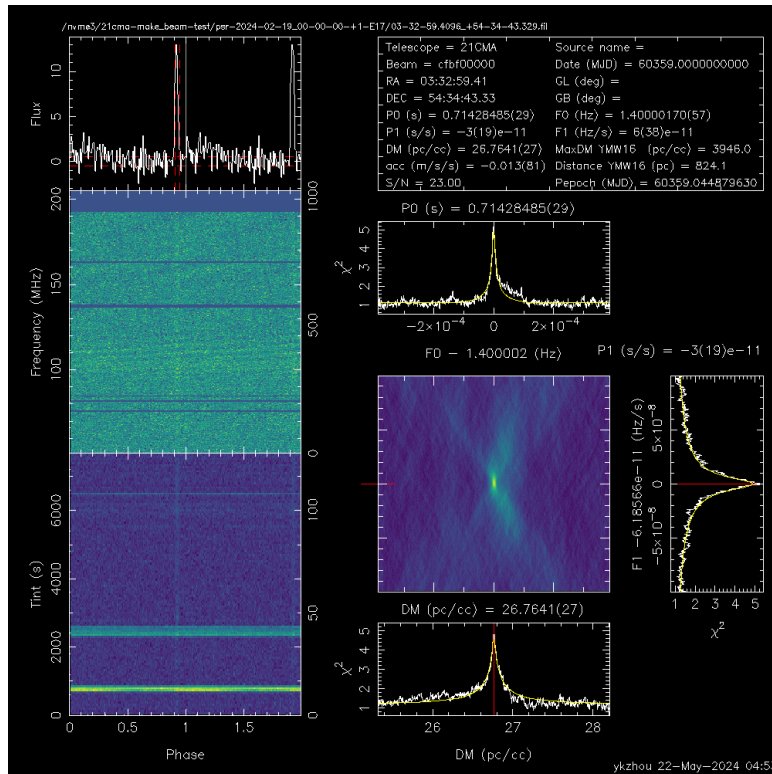 /nvme3/21cma-make_beam-test/psr-2024-02-19_00-00-00-+1-E17/03-32-59.4096_+54-34-43.329.fil
Telescope = 21CMA Source name =
Beam = cfbf00000 Date (MJD) = 60359.0000000000
RA = 03:32:59.41 GL (deg) =
DEC = 54:34:43.33 GB (deg) =
P0 (s) = 0.71428485(29) F0 (Hz) = 1.40000170(57)
P1 (s/s) = -3(19)e-11 F1 (Hz/s) = 6(38)e-11
DM (pc/cc) = 26.7641(27) MaxDM YMW16 (pc/cc) = 3946.0
acc (m/s/s) = -0.013(81) Distance YMW16 (pc) = 824.1
S/N = 23.00 Pepoch (MJD) = 60359.044879630
Flux
0 5 10
Frequency (MHz)
100 150 200
0 500 1000
Tint (s)
0 2000 4000 6000
0 50 100
0 0.5 1 1.5
Phase
P0 (s) = 0.71428485(29)
χ²
1 2 3 4 5
-2×10⁻⁴ 0 2×10⁻⁴
F0 - 1.400002 (Hz)
P1 (s/s) = -3(19)e-11
F1 -6.18566e-11 (Hz/s)
-5×10⁻⁸ 0 5×10⁻⁸
1 2 3 4 5
χ²
DM (pc/cc) = 26.7641(27)
χ²
1 2 3 4 5
26 27 28
DM (pc/cc)
ykzhou 22-May-2024